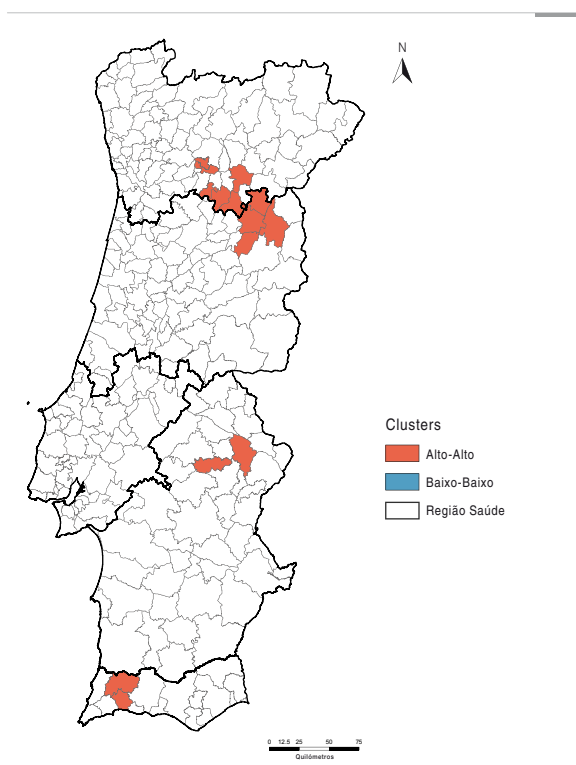 N
Clusters
Alto-Alto
Baixo-Baixo
Região Saúde
0 12.5 25 50 75
Quilómetros